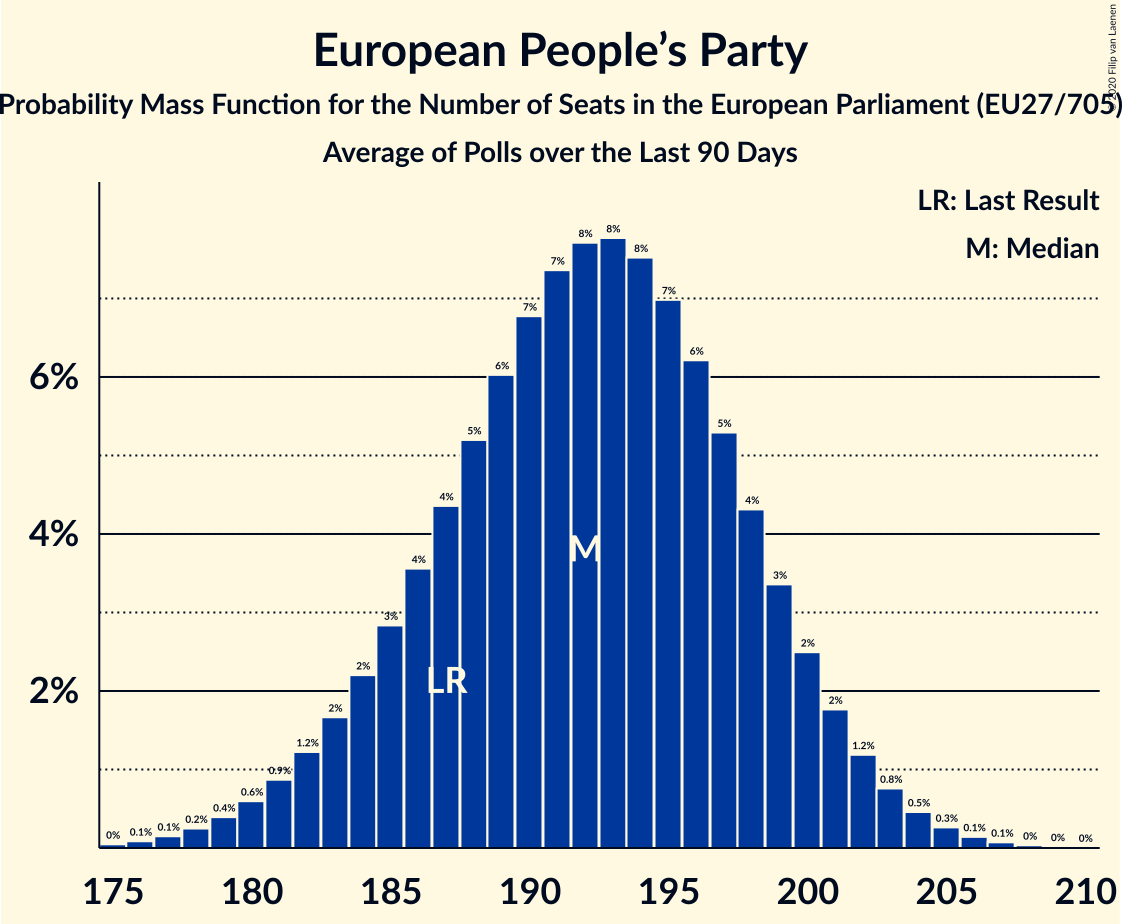 European People's Party
© 2020 Filip van Laenen
Probability Mass Function for the Number of Seats in the European Parliament (EU27/705)
Average of Polls over the Last 90 Days
LR: Last Result
M: Median
6%
4%
2%
0% 0.1% 0.1% 0.2% 0.4% 0.6% 0.9% 1.2% 2% 2% 3% 4% 4% 5% 6% 7% 7% 8% 8% 8% 7% 6% 5% 4% 3% 2% 2% 1.2% 0.8% 0.5% 0.3% 0.1% 0.1% 0% 0% 0%
M
LR
175 180 185 190 195 200 205 210